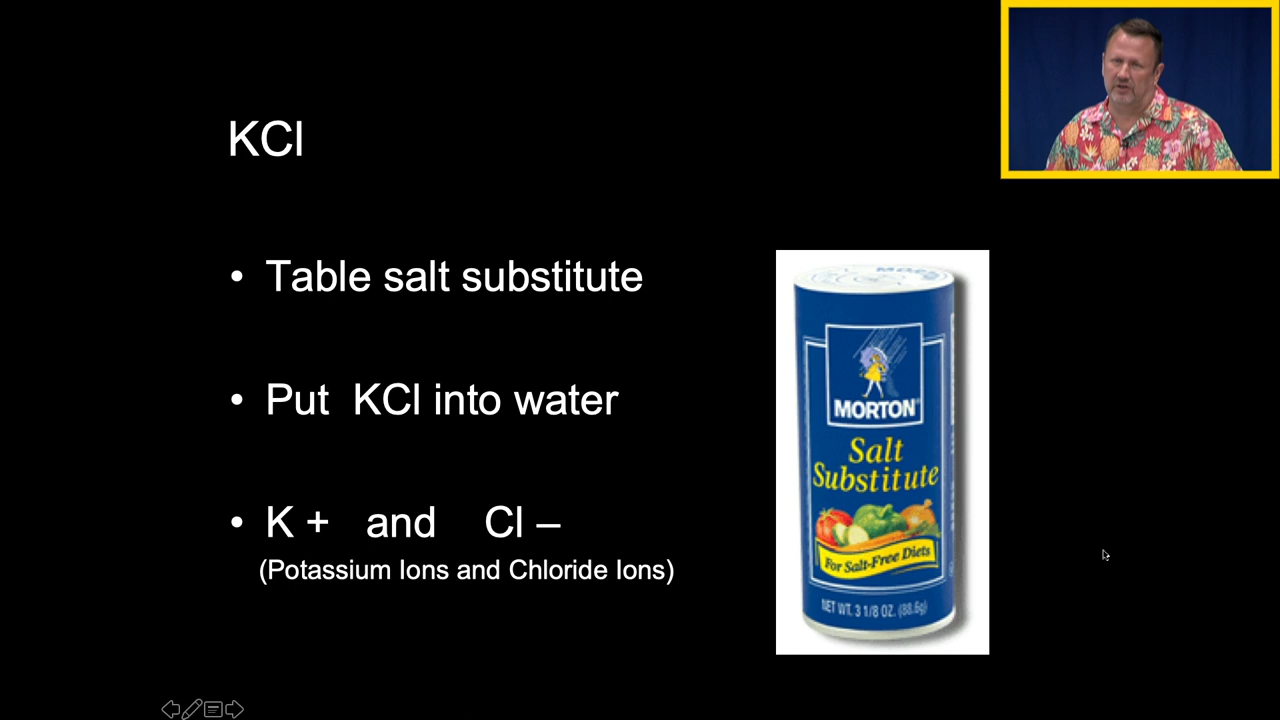 KCl
• Table salt substitute
• Put KCl into water
• K + and Cl –
(Potassium Ions and Chloride Ions)
MORTON®
Salt
Substitute
For Salt-Free Diets
NET WT. 3 1/8 OZ. (88.6g)